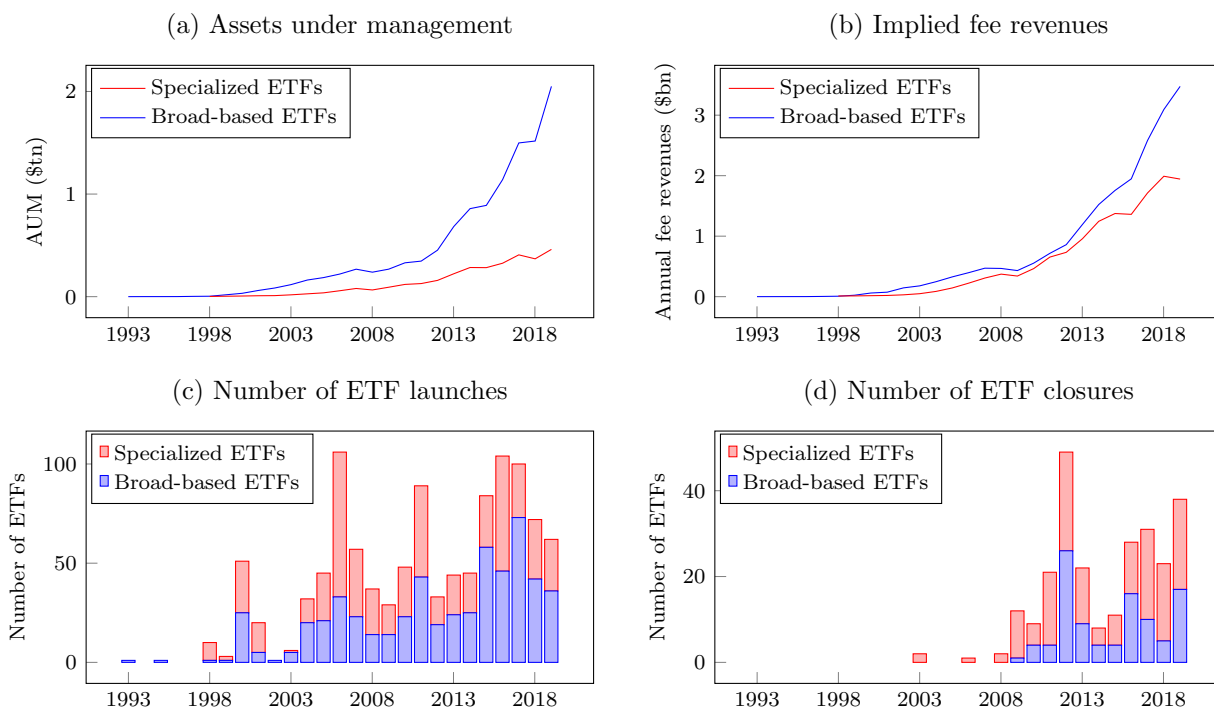 (a) Assets under management
Specialized ETFs
Broad-based ETFs
AUM ($tn)
2
1
0
1993 1998 2003 2008 2013 2018
(b) Implied fee revenues
Specialized ETFs
Broad-based ETFs
Annual fee revenues ($bn)
3
2
1
0
1993 1998 2003 2008 2013 2018
(c) Number of ETF launches
Specialized ETFs
Broad-based ETFs
Number of ETFs
100
50
0
1993 1998 2003 2008 2013 2018
(d) Number of ETF closures
Specialized ETFs
Broad-based ETFs
Number of ETFs
40
20
0
1993 1998 2003 2008 2013 2018